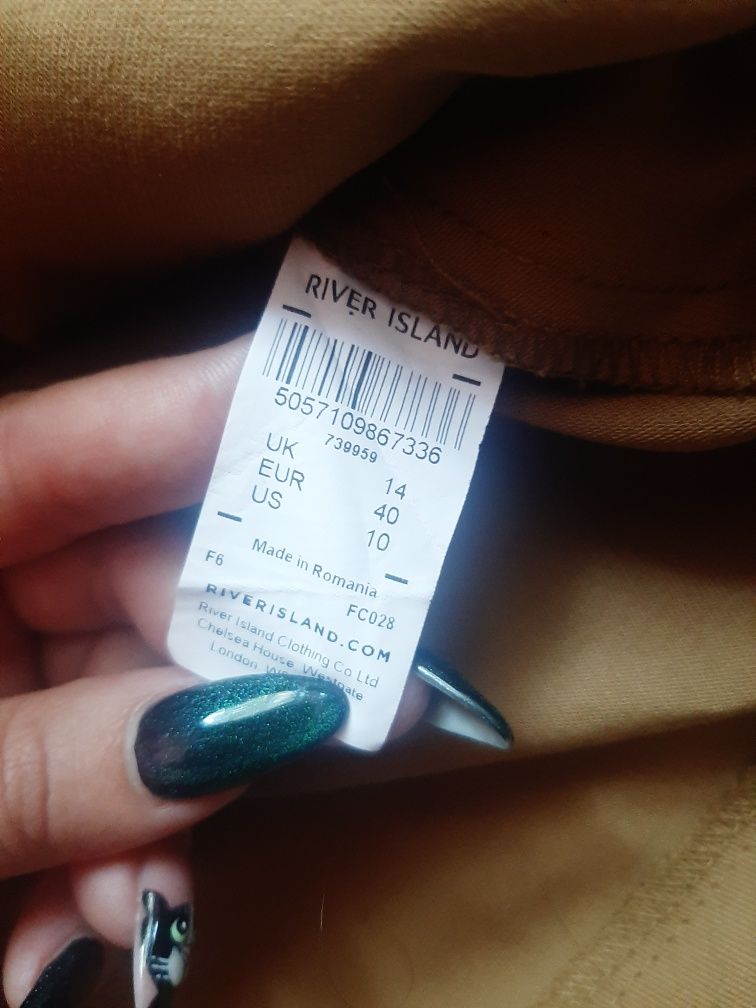 RIVER ISLAND
5057109867336
739959
UK 14
EUR 40
US 10
Made in Romania
F6 FC028
RIVERISLAND.COM
River Island Clothing Co Ltd
Chelsea House Westgate
London